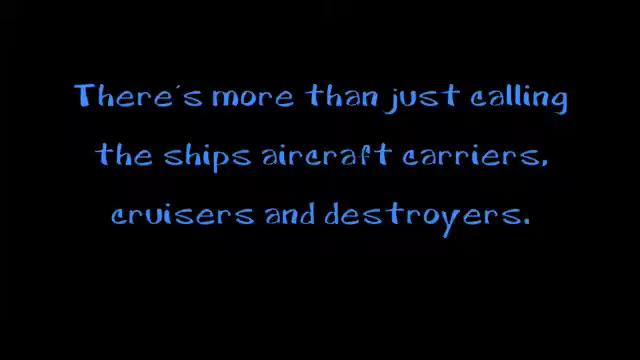 There's more than just calling
the ships aircraft carriers,
cruisers and destroyers.